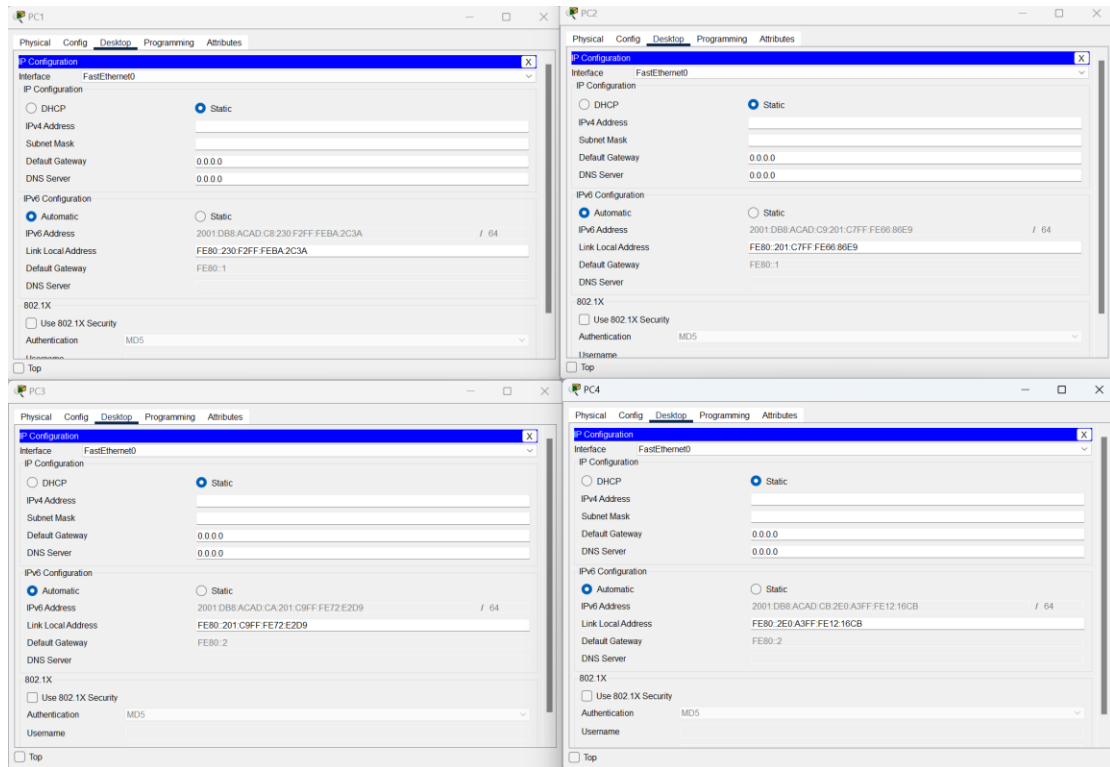 PC1
Physical Config Desktop Programming Attributes
IP Configuration X
Interface FastEthernet0
IP Configuration
DHCP Static
IPv4 Address
Subnet Mask
Default Gateway 0.0.0.0
DNS Server 0.0.0.0
IPv6 Configuration
Automatic Static
IPv6 Address 2001:DB8:ACAD:C8:230:F2FF:FEBA:2C3A / 64
Link Local Address FE80::230:F2FF:FEBA:2C3A
Default Gateway FE80::1
DNS Server
802.1X
Use 802.1X Security
Authentication MD5
Username
Top
PC2
Physical Config Desktop Programming Attributes
IP Configuration X
Interface FastEthernet0
IP Configuration
DHCP Static
IPv4 Address
Subnet Mask
Default Gateway 0.0.0.0
DNS Server 0.0.0.0
IPv6 Configuration
Automatic Static
IPv6 Address 2001:DB8:ACAD:C9:201:C7FF:FE66:86E9 / 64
Link Local Address FE80::201:C7FF:FE66:86E9
Default Gateway FE80::1
DNS Server
802.1X
Use 802.1X Security
Authentication MD5
Username
Top
PC3
Physical Config Desktop Programming Attributes
IP Configuration X
Interface FastEthernet0
IP Configuration
DHCP Static
IPv4 Address
Subnet Mask
Default Gateway 0.0.0.0
DNS Server 0.0.0.0
IPv6 Configuration
Automatic Static
IPv6 Address 2001:DB8:ACAD:CA:201:C9FF:FE72:E2D9 / 64
Link Local Address FE80::201:C9FF:FE72:E2D9
Default Gateway FE80::2
DNS Server
802.1X
Use 802.1X Security
Authentication MD5
Username
Top
PC4
Physical Config Desktop Programming Attributes
IP Configuration X
Interface FastEthernet0
IP Configuration
DHCP Static
IPv4 Address
Subnet Mask
Default Gateway 0.0.0.0
DNS Server 0.0.0.0
IPv6 Configuration
Automatic Static
IPv6 Address 2001:DB8:ACAD:CB:2E0:A3FF:FE12:16CB / 64
Link Local Address FE80::2E0:A3FF:FE12:16CB
Default Gateway FE80::2
DNS Server
802.1X
Use 802.1X Security
Authentication MD5
Username
Top